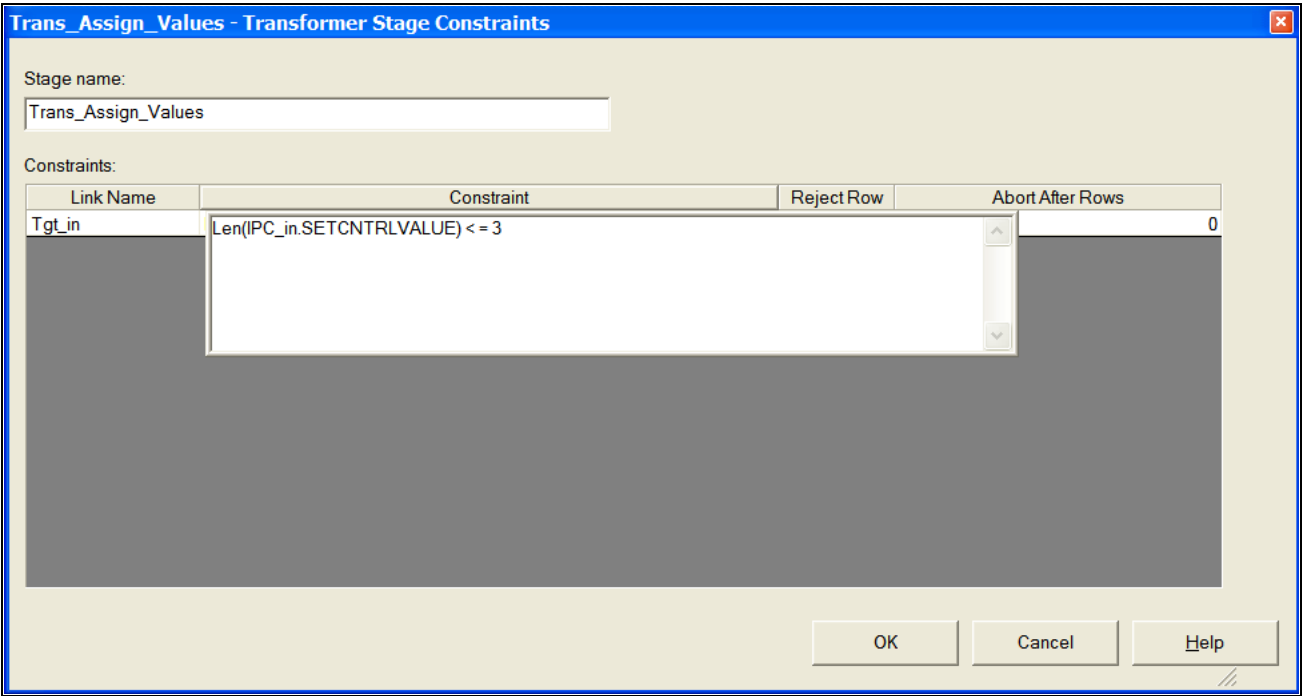 Trans_Assign_Values - Transformer Stage Constraints
Stage name:
Trans_Assign_Values
Constraints:
Link Name Constraint Reject Row Abort After Rows
Tgt_in Len(IPC_in.SETCNTRLVALUE) < = 3 0
OK Cancel Help